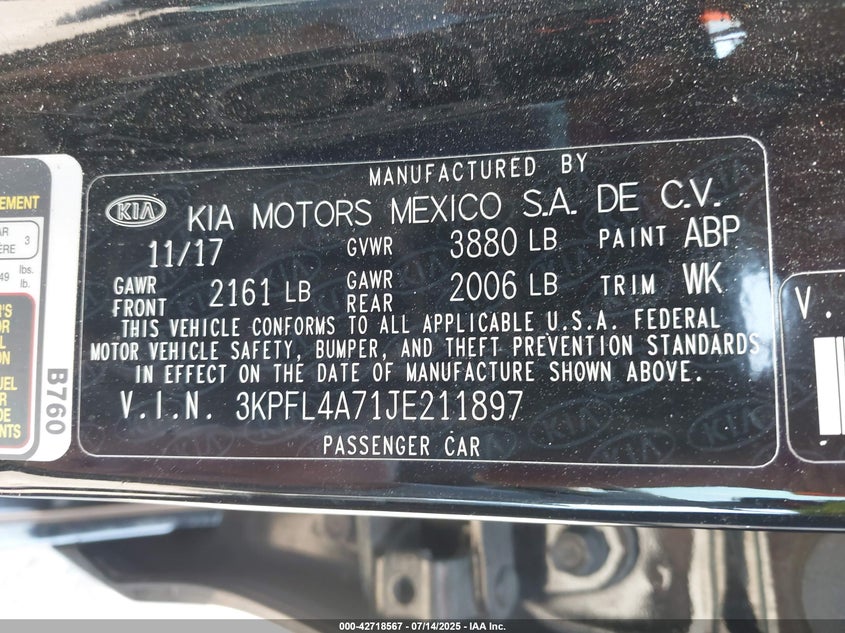 MANUFACTURED BY
KIA KIA MOTORS MEXICO S.A. DE C.V.
11/17 GVWR 3880 LB PAINT ABP
GAWR FRONT 2161 LB GAWR REAR 2006 LB TRIM WK
THIS VEHICLE CONFORMS TO ALL APPLICABLE U.S.A. FEDERAL
MOTOR VEHICLE SAFETY, BUMPER, AND THEFT PREVENTION STANDARDS
IN EFFECT ON THE DATE OF MANUFACTURE SHOWN ABOVE.
V.I.N. 3KPFL4A71JE211897
PASSENGER CAR
B760
3
lbs.
lb.
V.
000-42718567 - 07/14/2025 - IAA Inc.